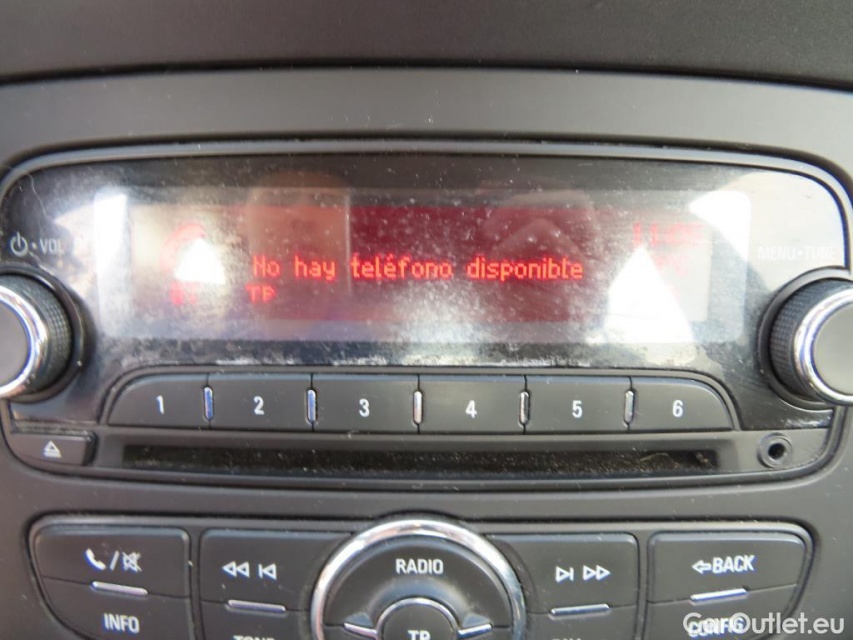 VOL
No hay teléfono disponible
TP
MENU•TUNE
1 2 3 4 5 6
RADIO
BACK
INFO
TP
CONFIG
CarOutlet.eu